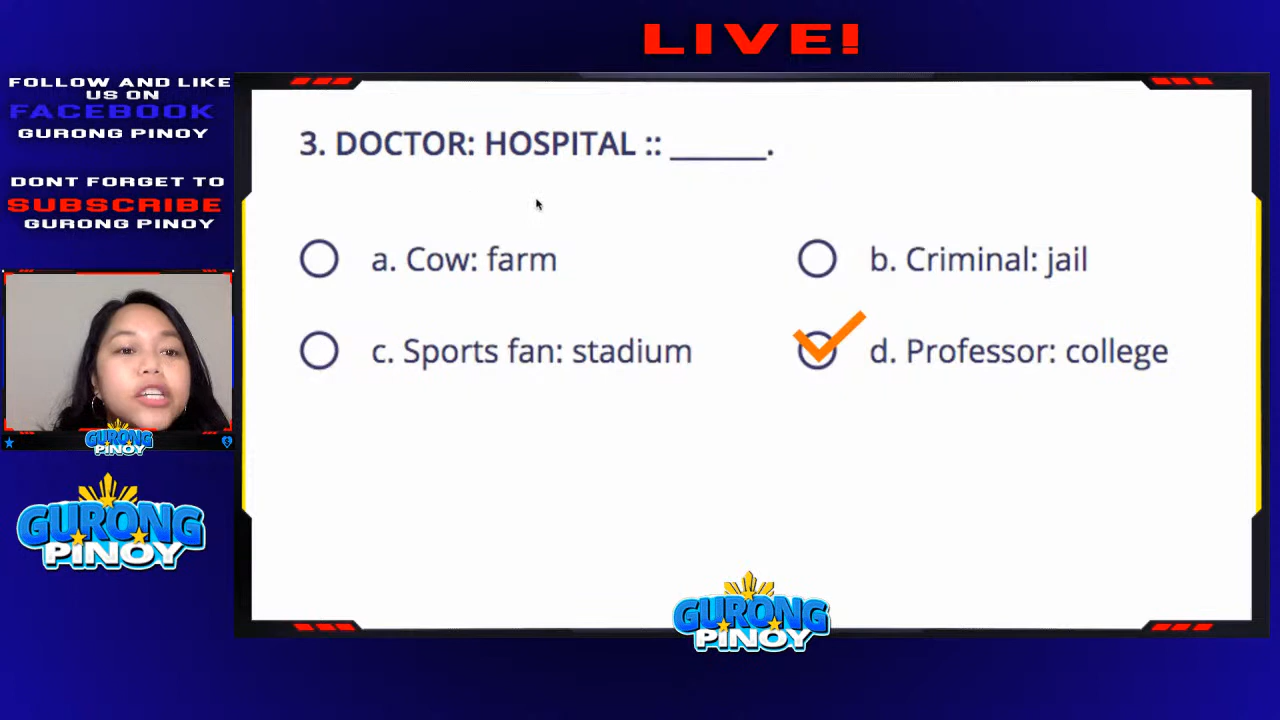 LIVE!
FOLLOW AND LIKE
US ON
FACEBOOK
GURONG PINOY
DONT FORGET TO
SUBSCRIBE
GURONG PINOY
3. DOCTOR: HOSPITAL :: ______.
a. Cow: farm
b. Criminal: jail
c. Sports fan: stadium
d. Professor: college
GURONG
PINOY
GURONG
PINOY
GURONG
PINOY